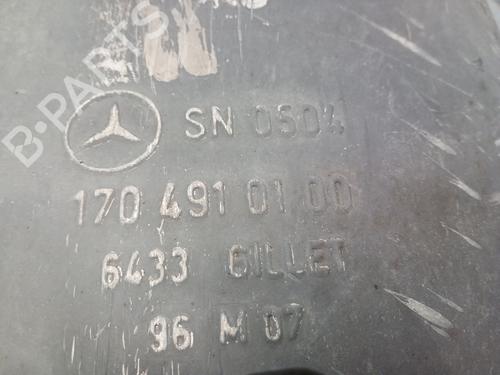 B-PARTS
SN 0504
170 491 01 00
6433 GILLET
96 M 07